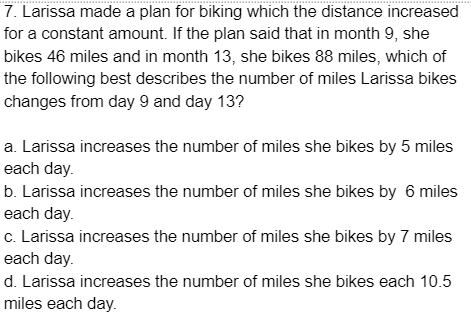 7. Larissa made a plan for biking which the distance increased
for a constant amount. If the plan said that in month 9, she
bikes 46 miles and in month 13, she bikes 88 miles, which of
the following best describes the number of miles Larissa bikes
changes from day 9 and day 13?
a. Larissa increases the number of miles she bikes by 5 miles
each day.
b. Larissa increases the number of miles she bikes by  6 miles
each day.
c. Larissa increases the number of miles she bikes by 7 miles
each day.
d. Larissa increases the number of miles she bikes each 10.5
miles each day.